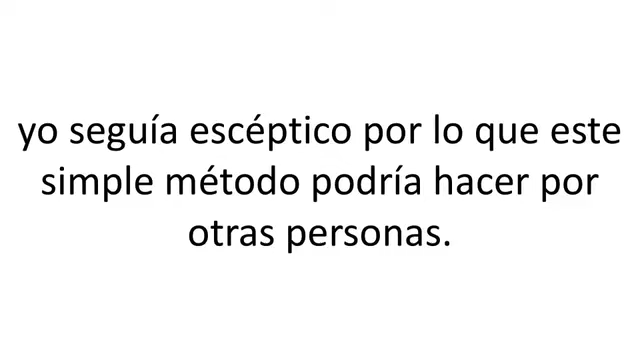 yo seguía escéptico por lo que este
simple método podría hacer por
otras personas.